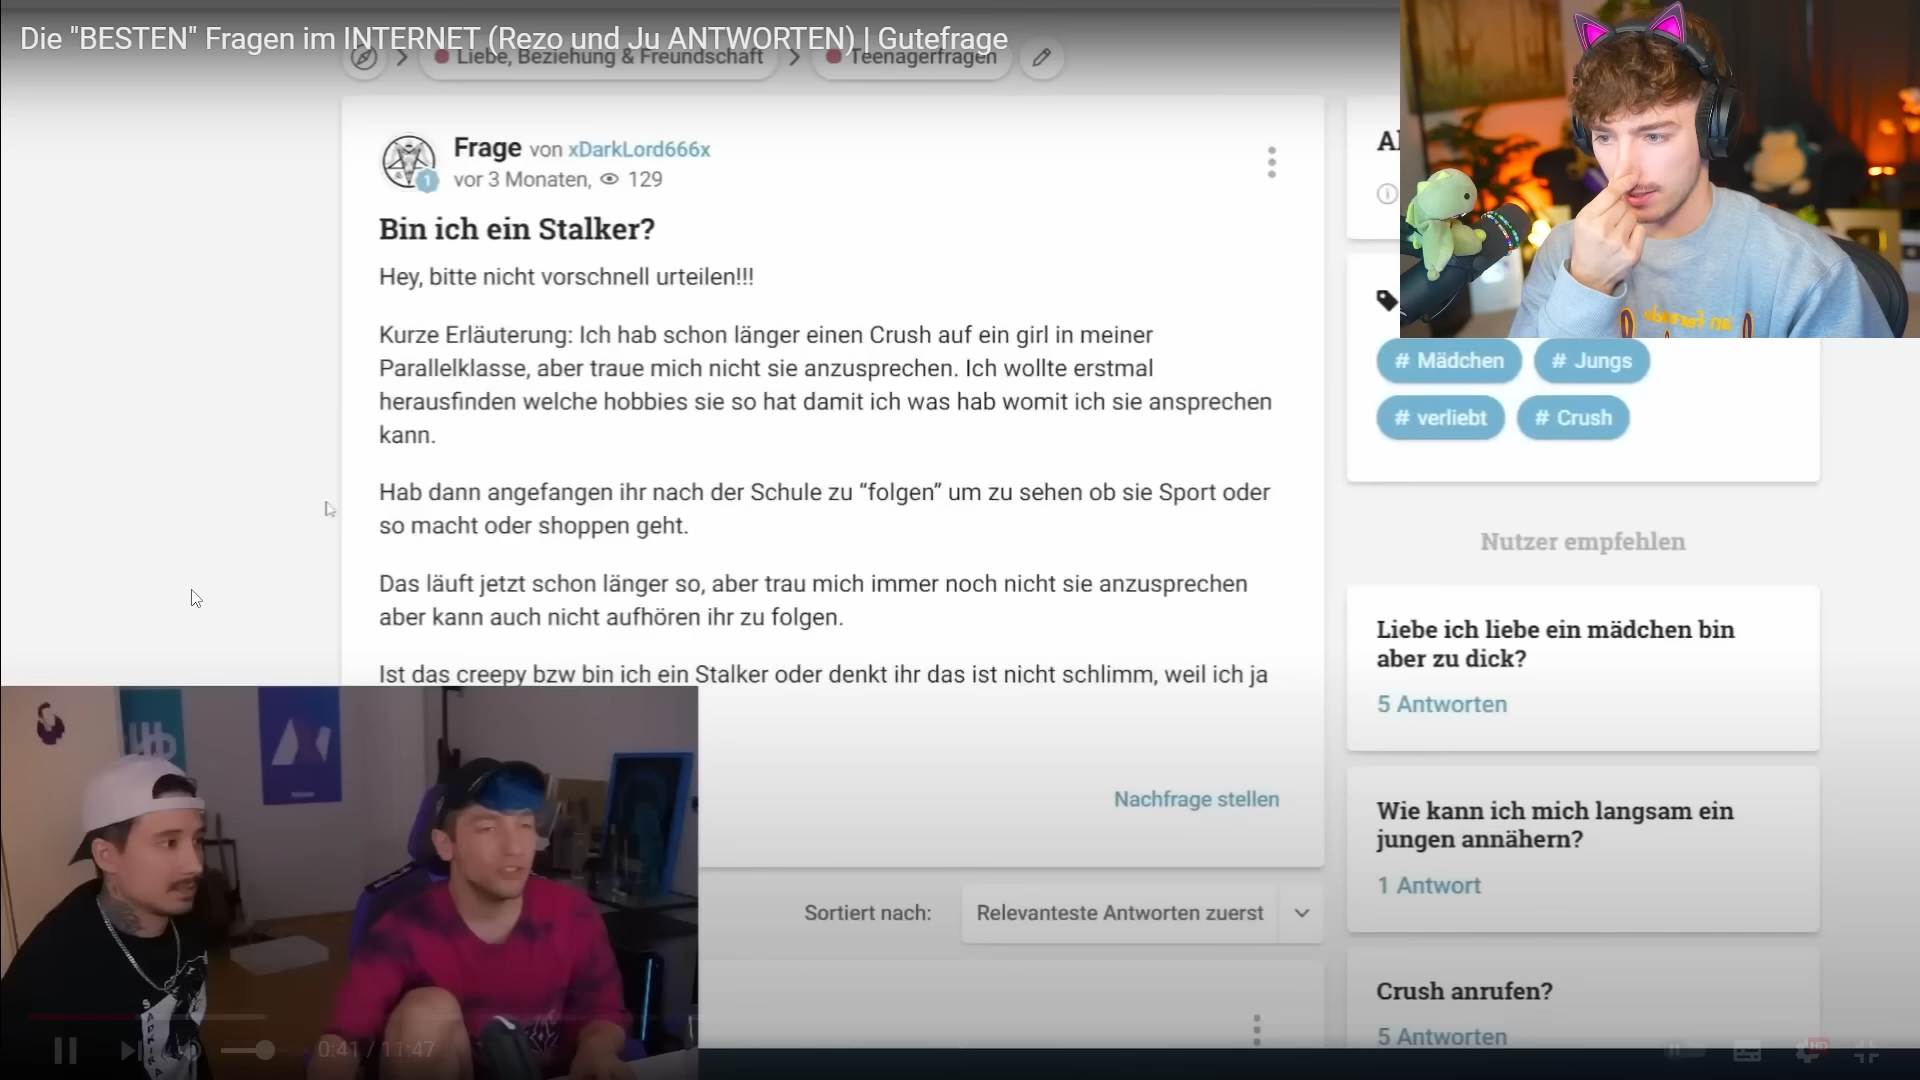 Die "BESTEN" Fragen im INTERNET (Rezo und Ju ANTWORTEN) | Gutefrage
Liebe, Beziehung & Freundschaft
Teenagerfragen
Frage von xDarkLord666x
1
vor 3 Monaten, 129
Bin ich ein Stalker?
Hey, bitte nicht vorschnell urteilen!!!
Kurze Erläuterung: Ich hab schon länger einen Crush auf ein girl in meiner
Parallelklasse, aber traue mich nicht sie anzusprechen. Ich wollte erstmal
herausfinden welche hobbies sie so hat damit ich was hab womit ich sie ansprechen
kann.
Hab dann angefangen ihr nach der Schule zu “folgen” um zu sehen ob sie Sport oder
so macht oder shoppen geht.
Das läuft jetzt schon länger so, aber trau mich immer noch nicht sie anzusprechen
aber kann auch nicht aufhören ihr zu folgen.
Ist das creepy bzw bin ich ein Stalker oder denkt ihr das ist nicht schlimm, weil ich ja
Nachfrage stellen
Sortiert nach:
Relevanteste Antworten zuerst
# Mädchen
# Jungs
# verliebt
# Crush
Nutzer empfehlen
Liebe ich liebe ein mädchen bin
aber zu dick?
5 Antworten
Wie kann ich mich langsam ein
jungen annähern?
1 Antwort
Crush anrufen?
5 Antworten
0:41 / 11:47
HD